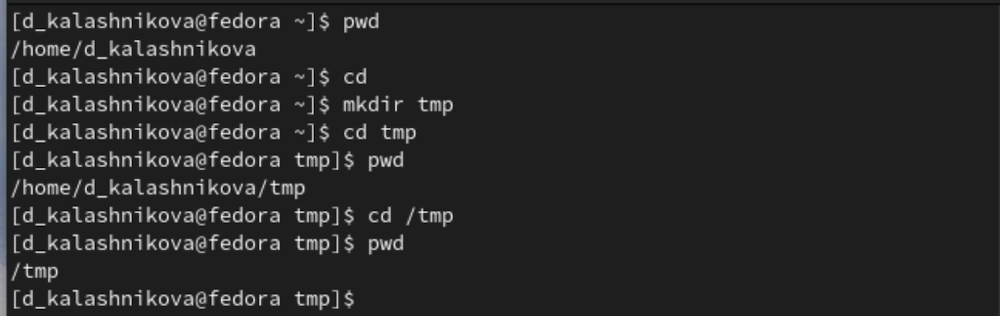 [d_kalashnikova@fedora ~]$ pwd
/home/d_kalashnikova
[d_kalashnikova@fedora ~]$ cd
[d_kalashnikova@fedora ~]$ mkdir tmp
[d_kalashnikova@fedora ~]$ cd tmp
[d_kalashnikova@fedora tmp]$ pwd
/home/d_kalashnikova/tmp
[d_kalashnikova@fedora tmp]$ cd /tmp
[d_kalashnikova@fedora tmp]$ pwd
/tmp
[d_kalashnikova@fedora tmp]$